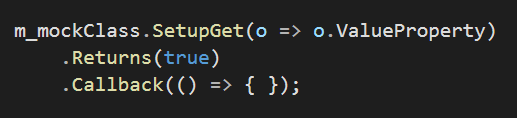 m_mockClass.SetupGet(o => o.ValueProperty)
.Returns(true)
.Callback(() => { });